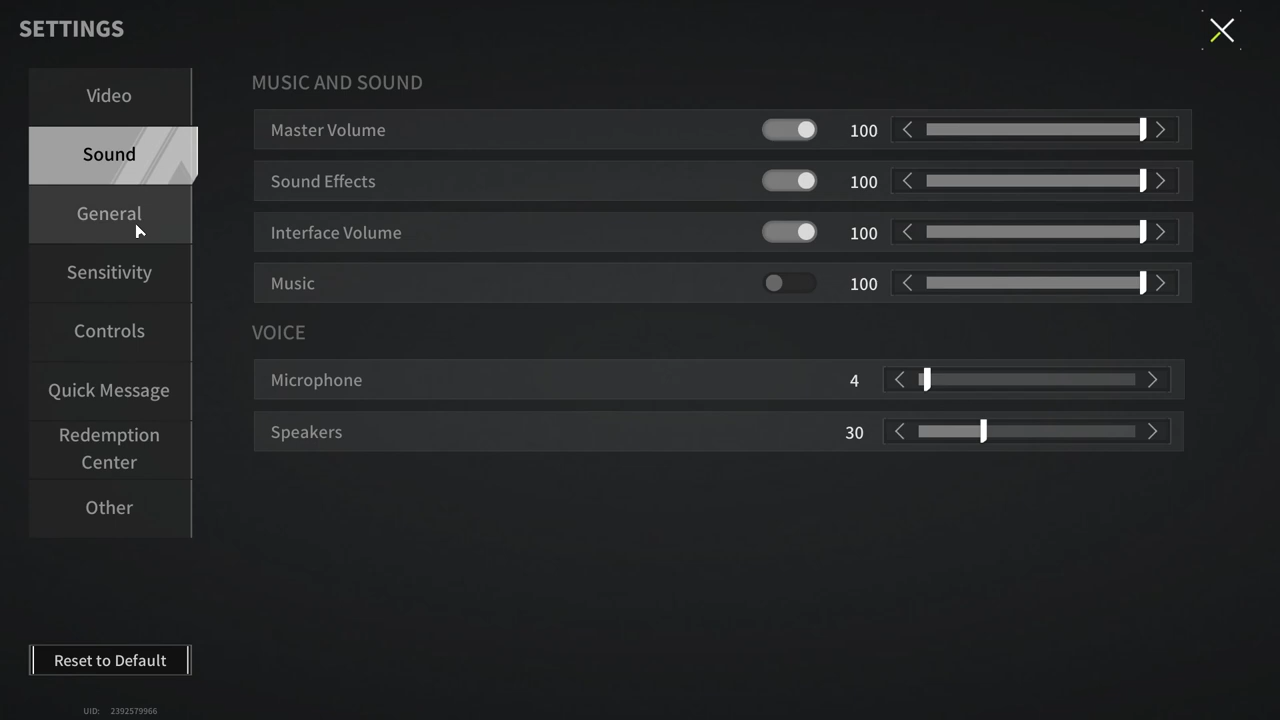 SETTINGS
Video
Sound
General
Sensitivity
Controls
Quick Message
Redemption
Center
Other
Reset to Default
UID: 2392579966
MUSIC AND SOUND
Master Volume 100
Sound Effects 100
Interface Volume 100
Music 100
VOICE
Microphone 4
Speakers 30